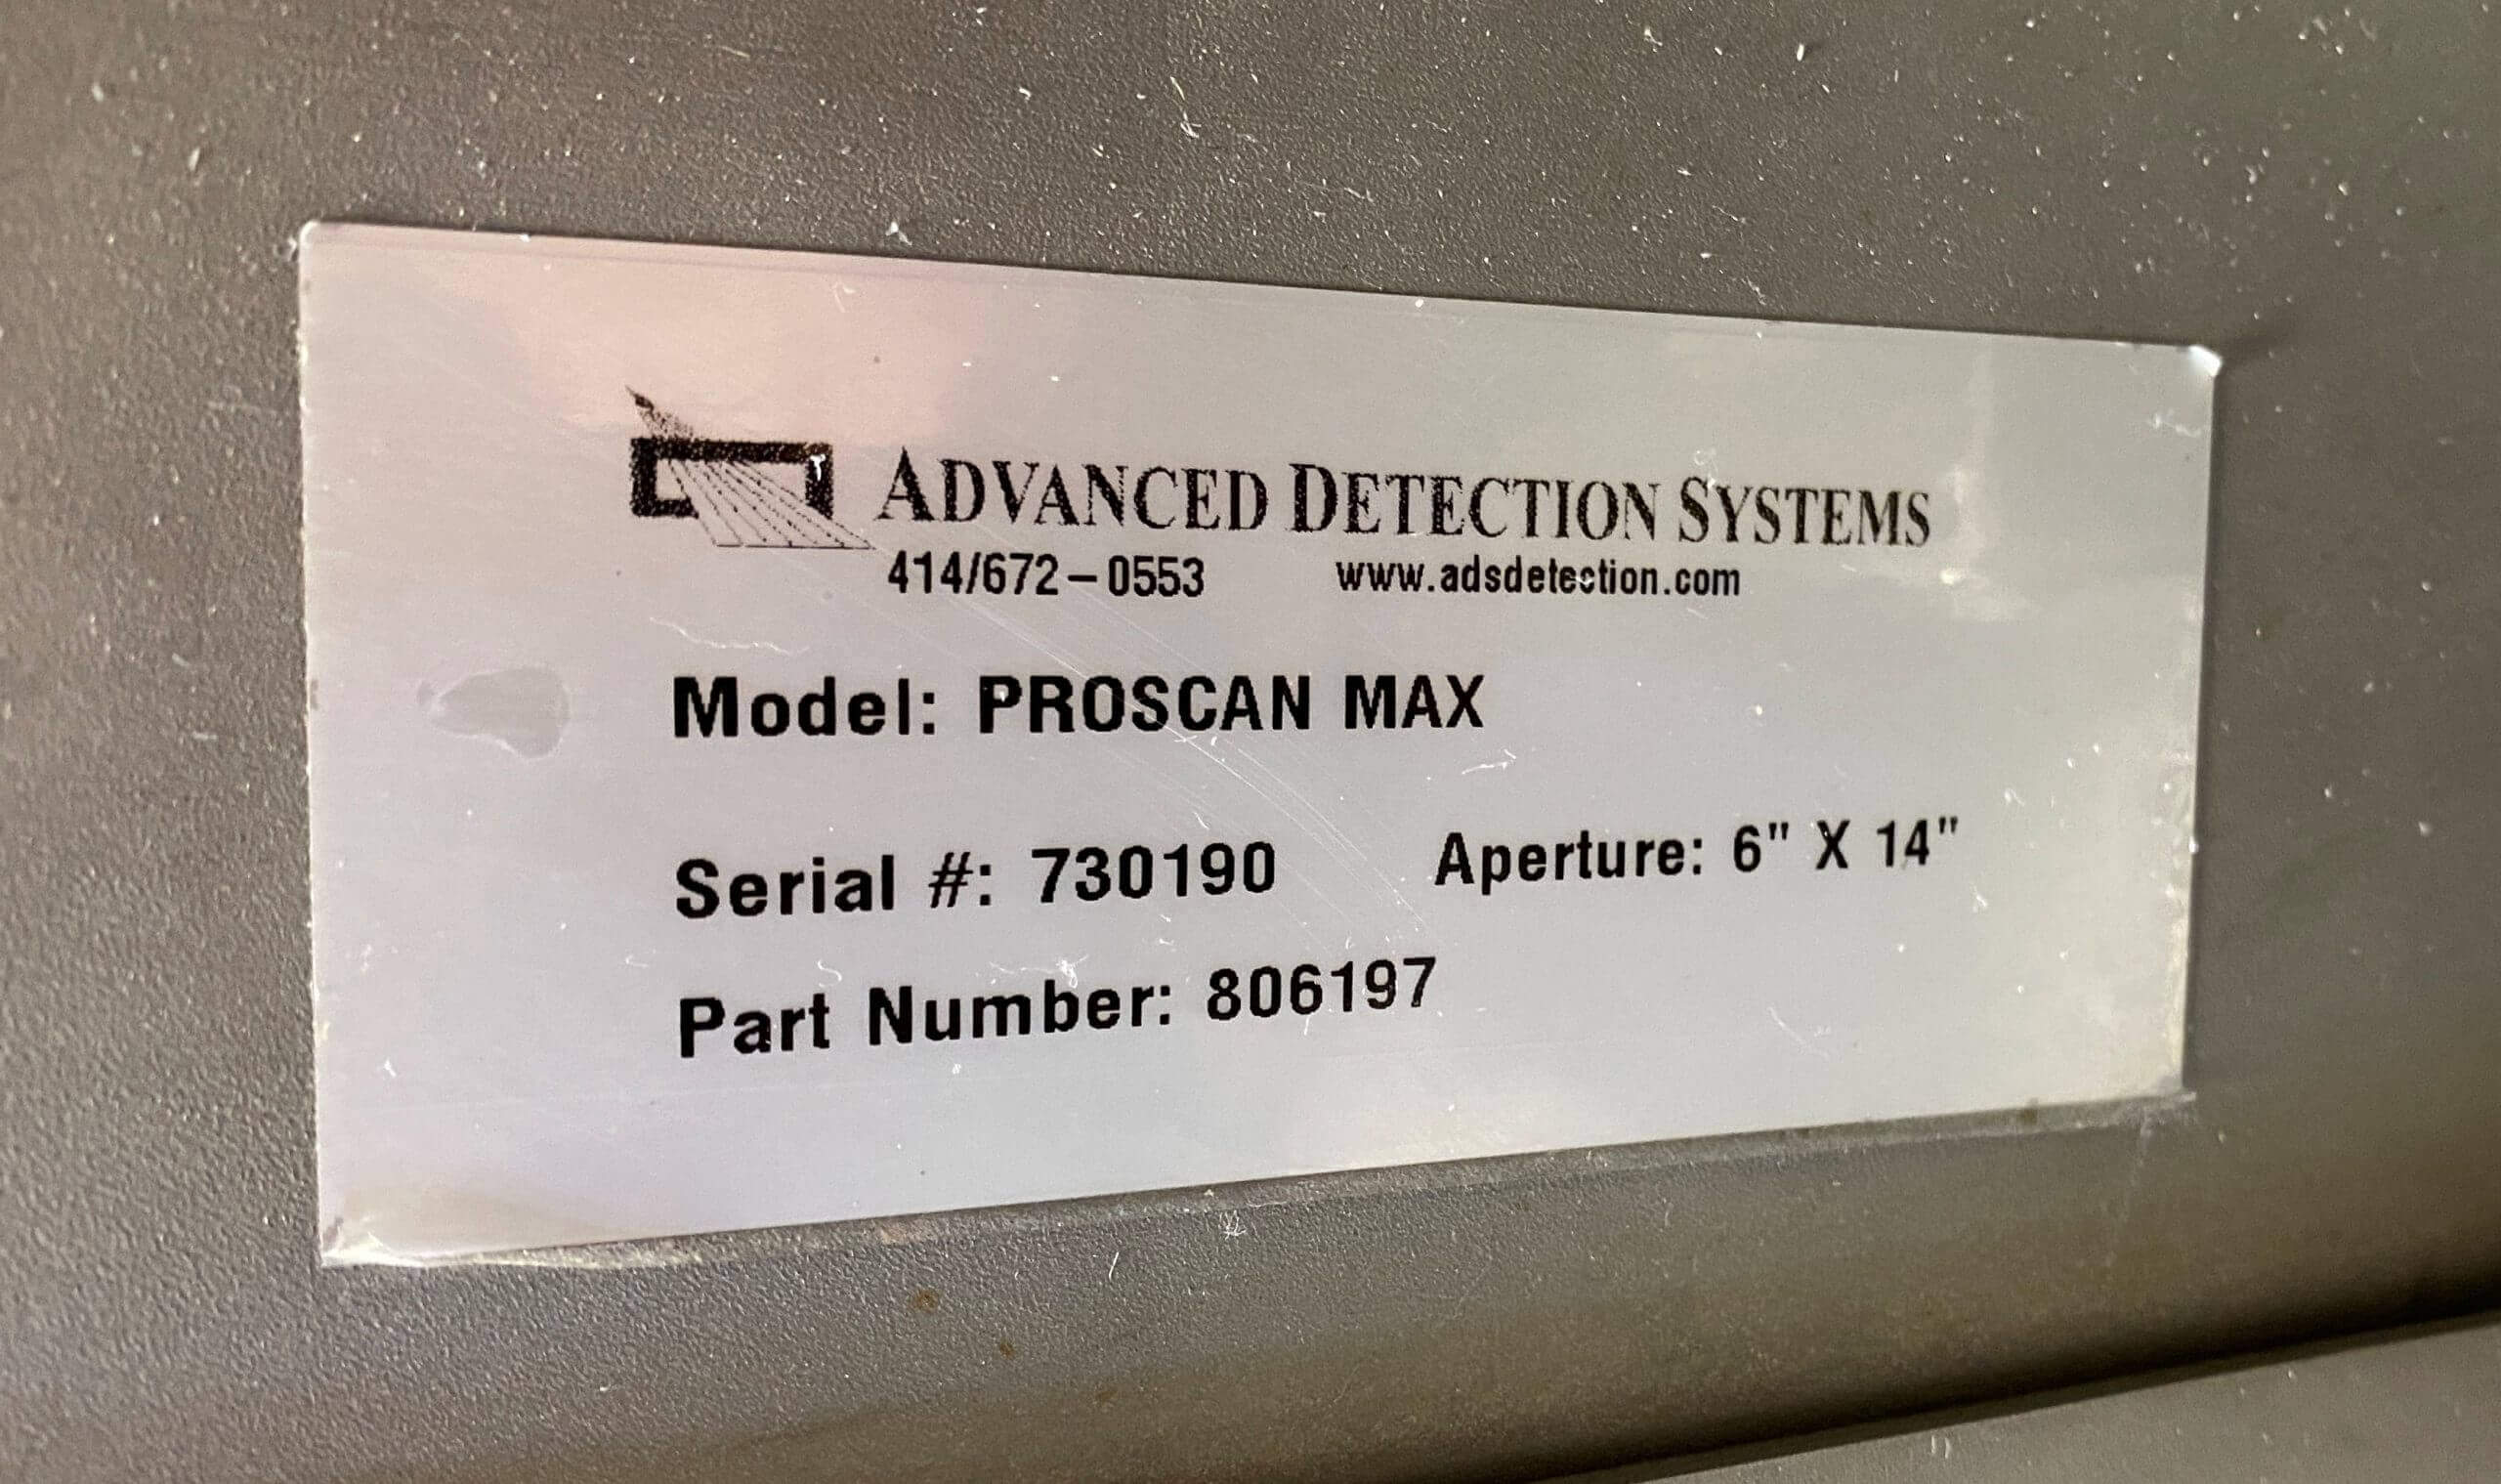 ADVANCED DETECTION SYSTEMS
414/672-0553 www.adsdetection.com
Model: PROSCAN MAX
Serial #: 730190 Aperture: 6" X 14"
Part Number: 806197